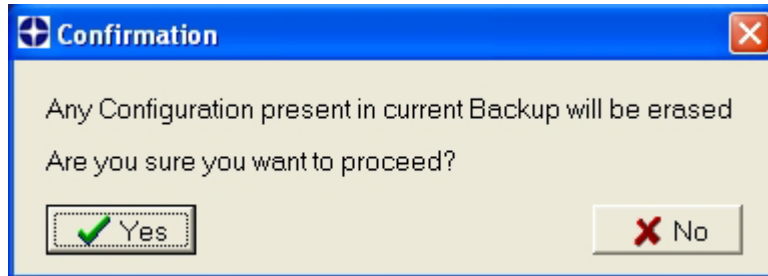 Confirmation
Any Configuration present in current Backup will be erased
Are you sure you want to proceed?
Yes No